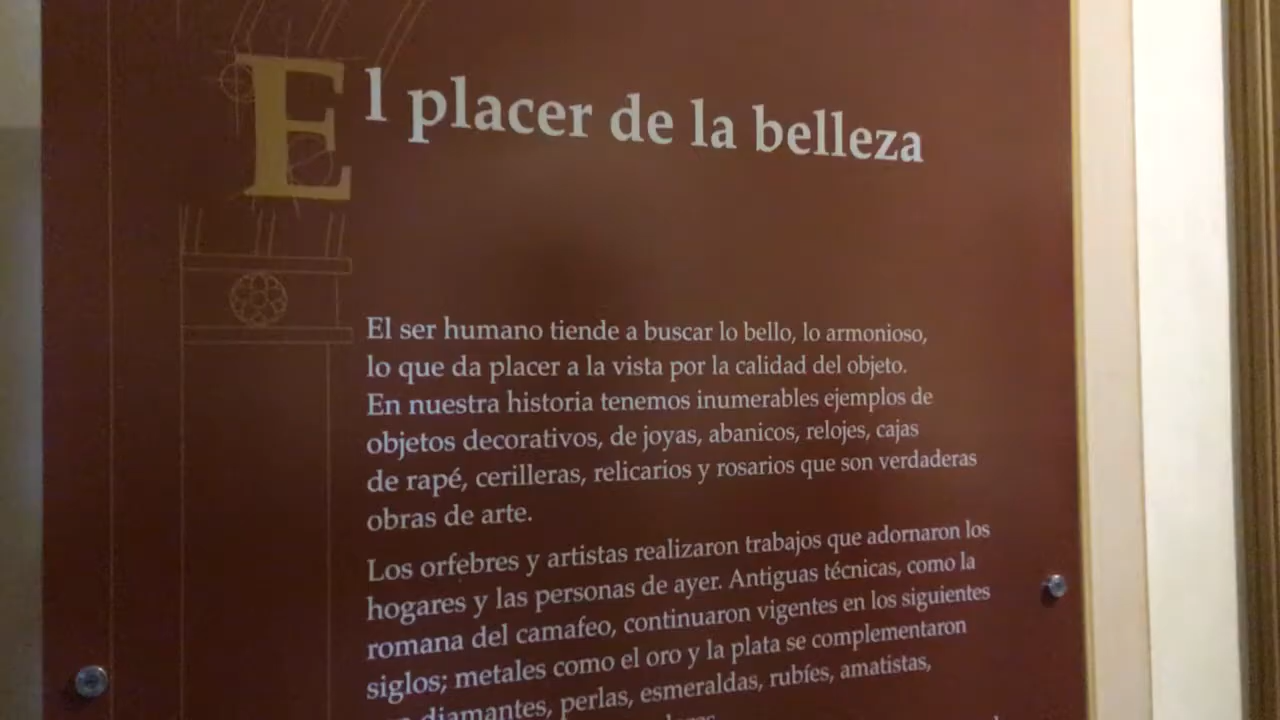 El placer de la belleza
El ser humano tiende a buscar lo bello, lo armonioso,
lo que da placer a la vista por la calidad del objeto.
En nuestra historia tenemos inumerables ejemplos de
objetos decorativos, de joyas, abanicos, relojes, cajas
de rapé, cerilleras, relicarios y rosarios que son verdaderas
obras de arte.
Los orfebres y artistas realizaron trabajos que adornaron los
hogares y las personas de ayer. Antiguas técnicas, como la
romana del camafeo, continuaron vigentes en los siguientes
siglos; metales como el oro y la plata se complementaron
diamantes, perlas, esmeraldas, rubíes, amatistas,